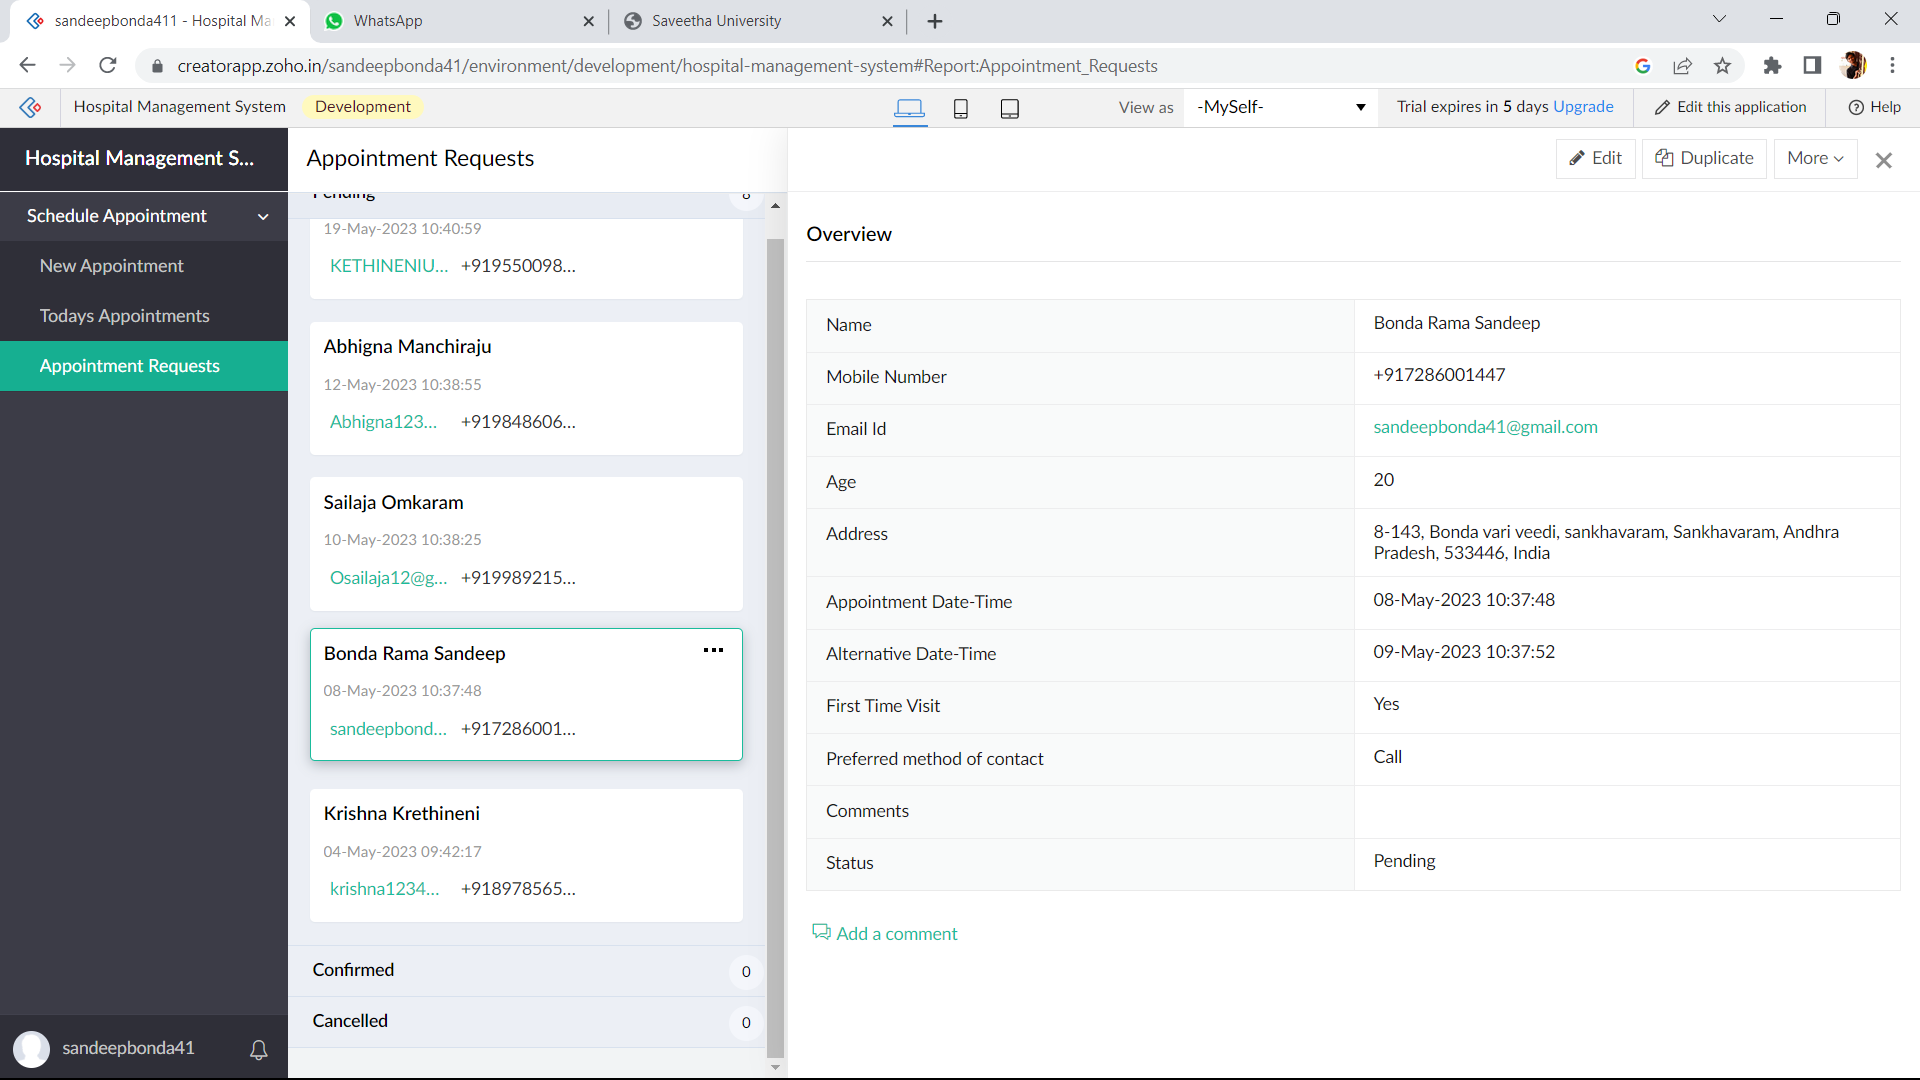 sandeepbonda411 - Hospital Ma
WhatsApp
Saveetha University
creatorapp.zoho.in/sandeepbonda41/environment/development/hospital-management-system#Report:Appointment_Requests
Hospital Management System
Development
View as
-MySelf-
Trial expires in 5 days Upgrade
Edit this application
Help
Hospital Management S...
Schedule Appointment
New Appointment
Todays Appointments
Appointment Requests
sandeepbonda41
Appointment Requests
Pending
19-May-2023 10:40:59
KETHINENIU... +919550098...
Abhigna Manchiraju
12-May-2023 10:38:55
Abhigna123... +919848606...
Sailaja Omkaram
10-May-2023 10:38:25
Osailaja12@g... +919989215...
Bonda Rama Sandeep
08-May-2023 10:37:48
sandeepbond... +917286001...
Krishna Krethineni
04-May-2023 09:42:17
krishna1234... +918978565...
Confirmed 0
Cancelled 0
Edit
Duplicate
More
Overview
Name Bonda Rama Sandeep
Mobile Number +917286001447
Email Id sandeepbonda41@gmail.com
Age 20
Address 8-143, Bonda vari veedi, sankhavaram, Sankhavaram, Andhra
Pradesh, 533446, India
Appointment Date-Time 08-May-2023 10:37:48
Alternative Date-Time 09-May-2023 10:37:52
First Time Visit Yes
Preferred method of contact Call
Comments
Status Pending
Add a comment